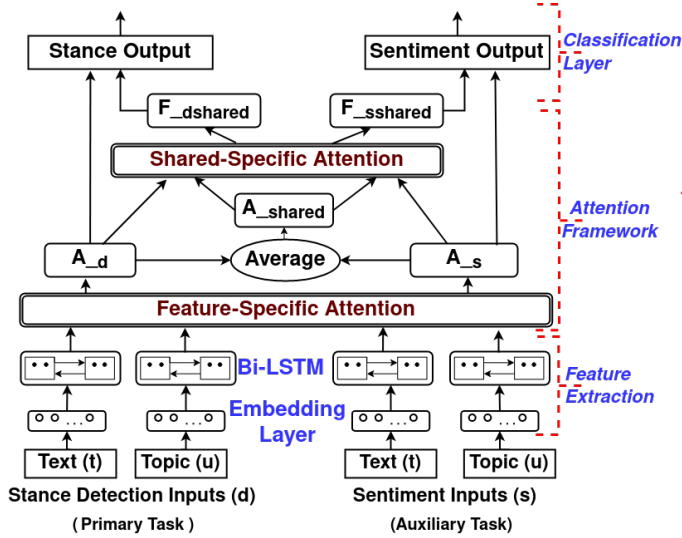 Stance Output
Sentiment Output
Classification
Layer
F_dshared
F_sshared
Shared-Specific Attention
A_shared
Attention
Framework
A_d
Average
A_s
Feature-Specific Attention
Bi-LSTM
Feature
Extraction
Embedding
Layer
...
...
...
...
Text (t)
Topic (u)
Text (t)
Topic (u)
Stance Detection Inputs (d)
Sentiment Inputs (s)
(Primary Task )
(Auxiliary Task)